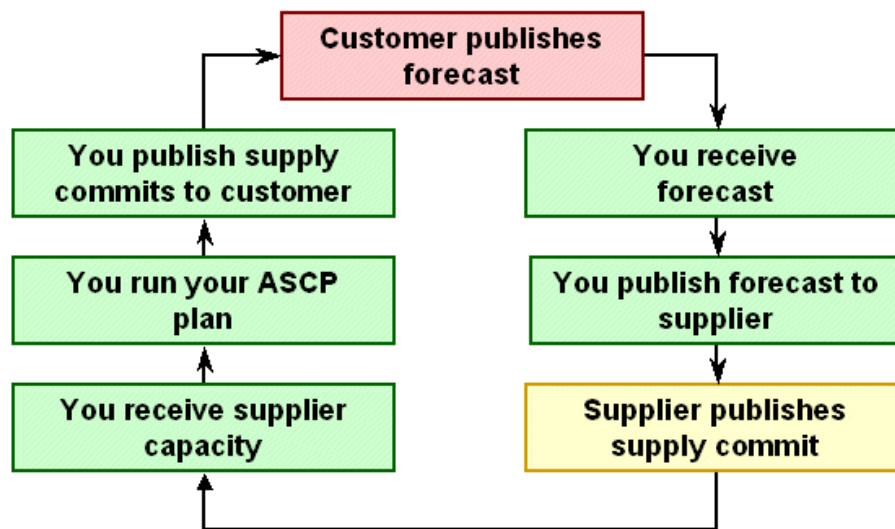 Customer publishes
forecast
You receive
forecast
You publish forecast to
supplier
Supplier publishes
supply commit
You receive supplier
capacity
You run your ASCP
plan
You publish supply
commits to customer